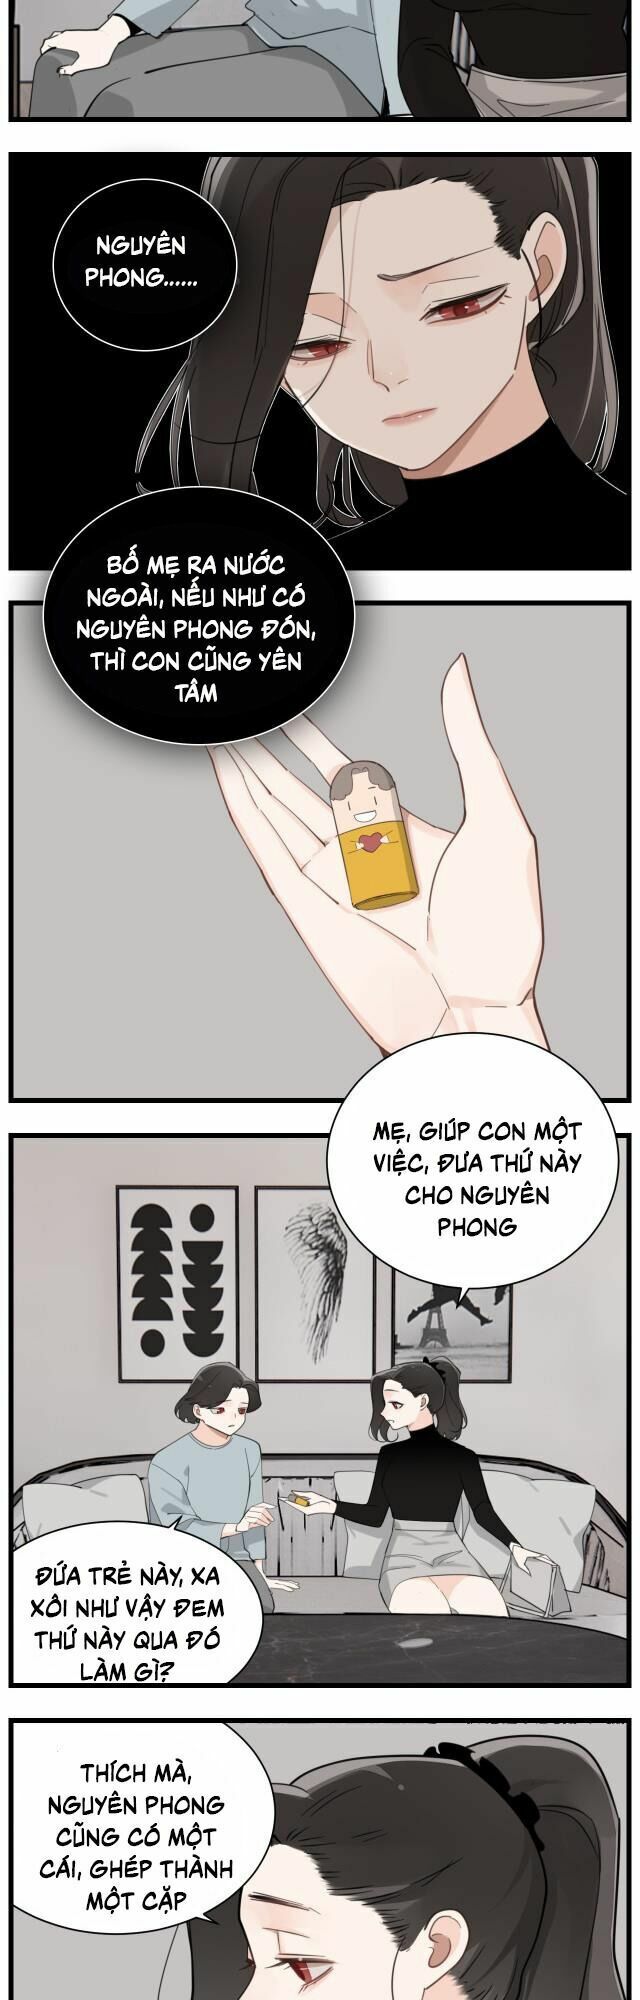 NGUYÊN
PHONG......
BỐ MẸ RA NƯỚC
NGOÀI, NẾU NHƯ CÓ
NGUYÊN PHONG ĐÓN,
THÌ CON CŨNG YÊN
TÂM
MẸ, GIÚP CON MỘT
VIỆC, ĐƯA THỨ NÀY
CHO NGUYÊN
PHONG
ĐỨA TRẺ NÀY, XA
XÔI NHƯ VẬY ĐEM
THỨ NÀY QUA ĐÓ
LÀM GÌ?
THÍCH MÀ,
NGUYÊN PHONG
CŨNG CÓ MỘT
CÁI, GHÉP THÀNH
MỘT CẶP